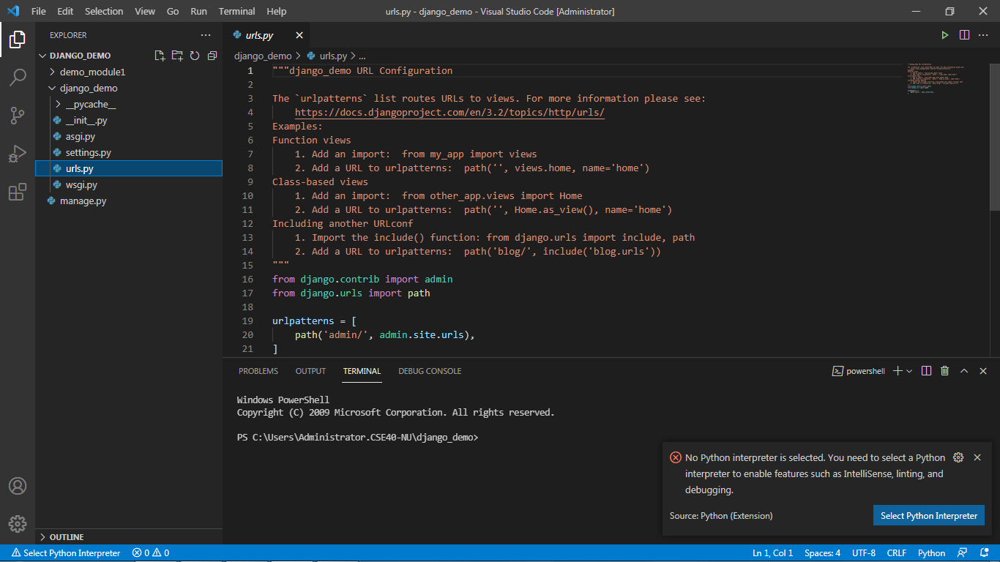 File Edit Selection View Go Run Terminal Help
urls.py - django_demo - Visual Studio Code [Administrator]
EXPLORER
DJANGO_DEMO
demo_module1
django_demo
__pycache__
__init__.py
asgi.py
settings.py
urls.py
wsgi.py
manage.py
OUTLINE
urls.py
django_demo > urls.py > ...
1 """django_demo URL Configuration
2
3 The `urlpatterns` list routes URLs to views. For more information please see:
4     https://docs.djangoproject.com/en/3.2/topics/http/urls/
5 Examples:
6 Function views
7     1. Add an import:  from my_app import views
8     2. Add a URL to urlpatterns:  path('', views.home, name='home')
9 Class-based views
10     1. Add an import:  from other_app.views import Home
11     2. Add a URL to urlpatterns:  path('', Home.as_view(), name='home')
12 Including another URLconf
13     1. Import the include() function: from django.urls import include, path
14     2. Add a URL to urlpatterns:  path('blog/', include('blog.urls'))
15 """
16 from django.contrib import admin
17 from django.urls import path
18
19 urlpatterns = [
20     path('admin/', admin.site.urls),
21 ]
PROBLEMS OUTPUT TERMINAL DEBUG CONSOLE
powershell
Windows PowerShell
Copyright (C) 2009 Microsoft Corporation. All rights reserved.
PS C:\Users\Administrator.CSE40-NU\django_demo>
No Python interpreter is selected. You need to select a Python
interpreter to enable features such as IntelliSense, linting, and
debugging.
Source: Python (Extension)
Select Python Interpreter
Select Python Interpreter 0 0
Ln 1, Col 1 Spaces: 4 UTF-8 CRLF Python